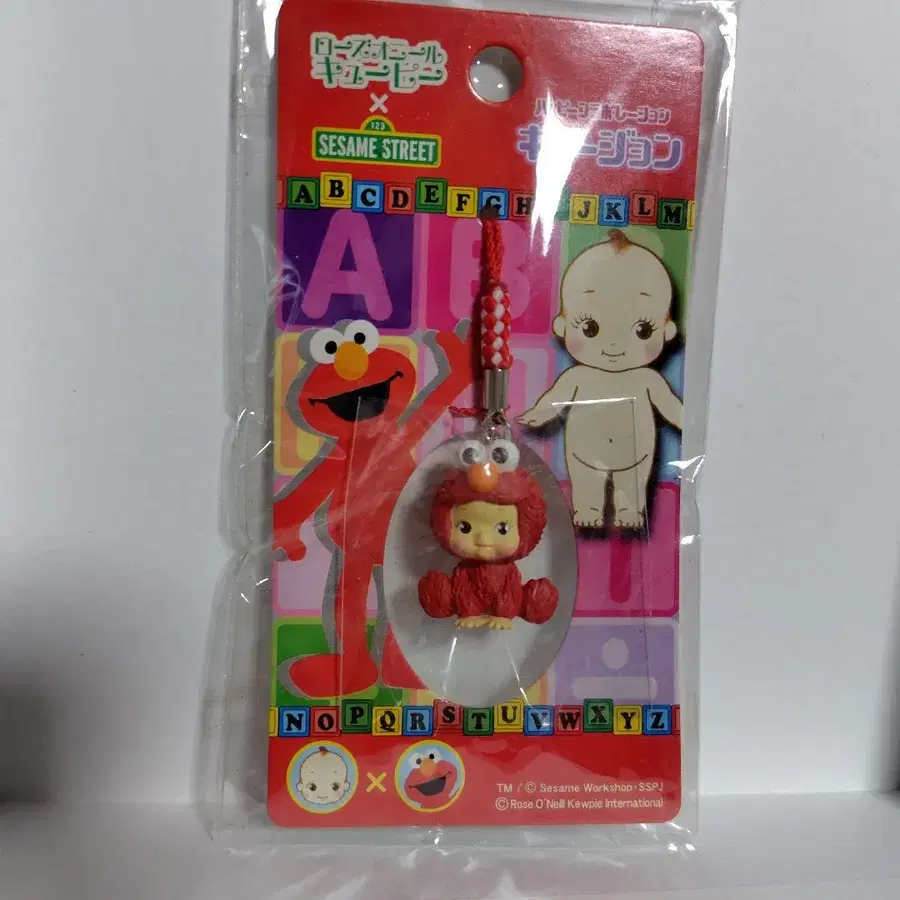 ローズオニール
キューピー
×
123
SESAME STREET
ハッピーコラボレーション
キュージョン
A B C D E F G H J K L M
A B
N O P Q R S T U V W X Y Z
×
TM / © Sesame Workshop・SSPJ
© Rose O'Neill Kewpie International